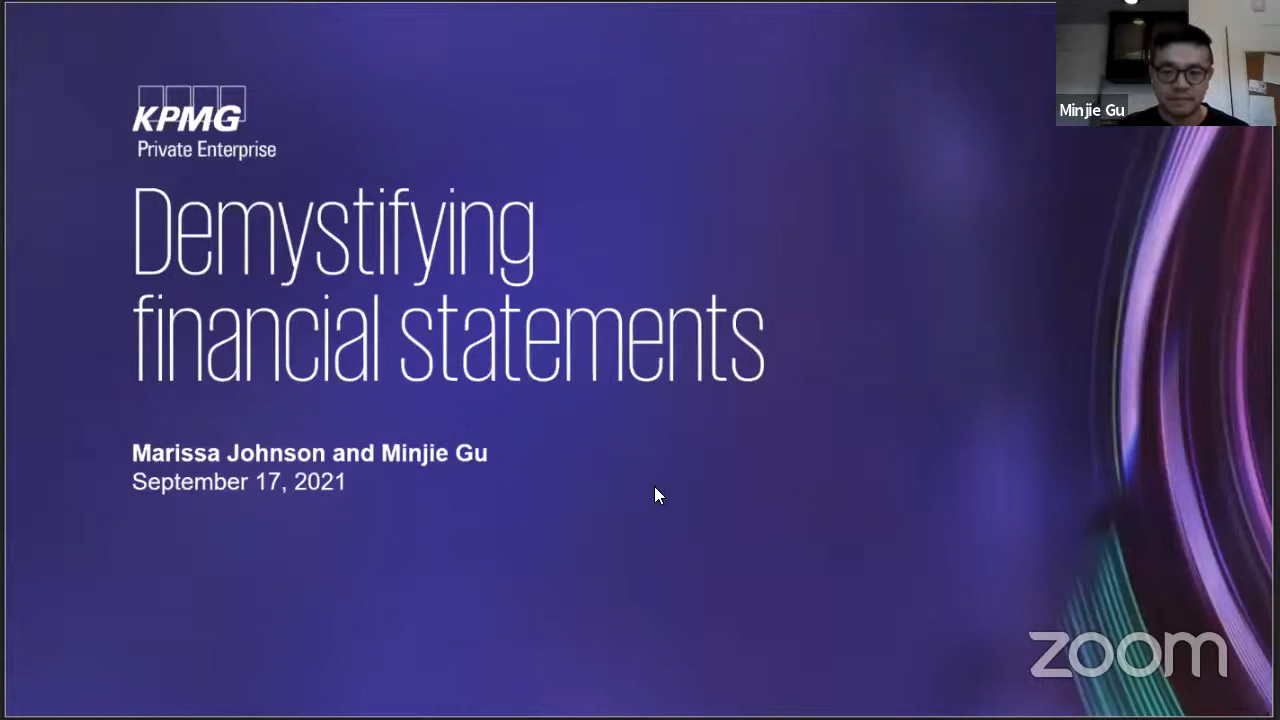 Minjie Gu
KPMG
Private Enterprise
Demystifying
financial statements
Marissa Johnson and Minjie Gu
September 17, 2021
zoom